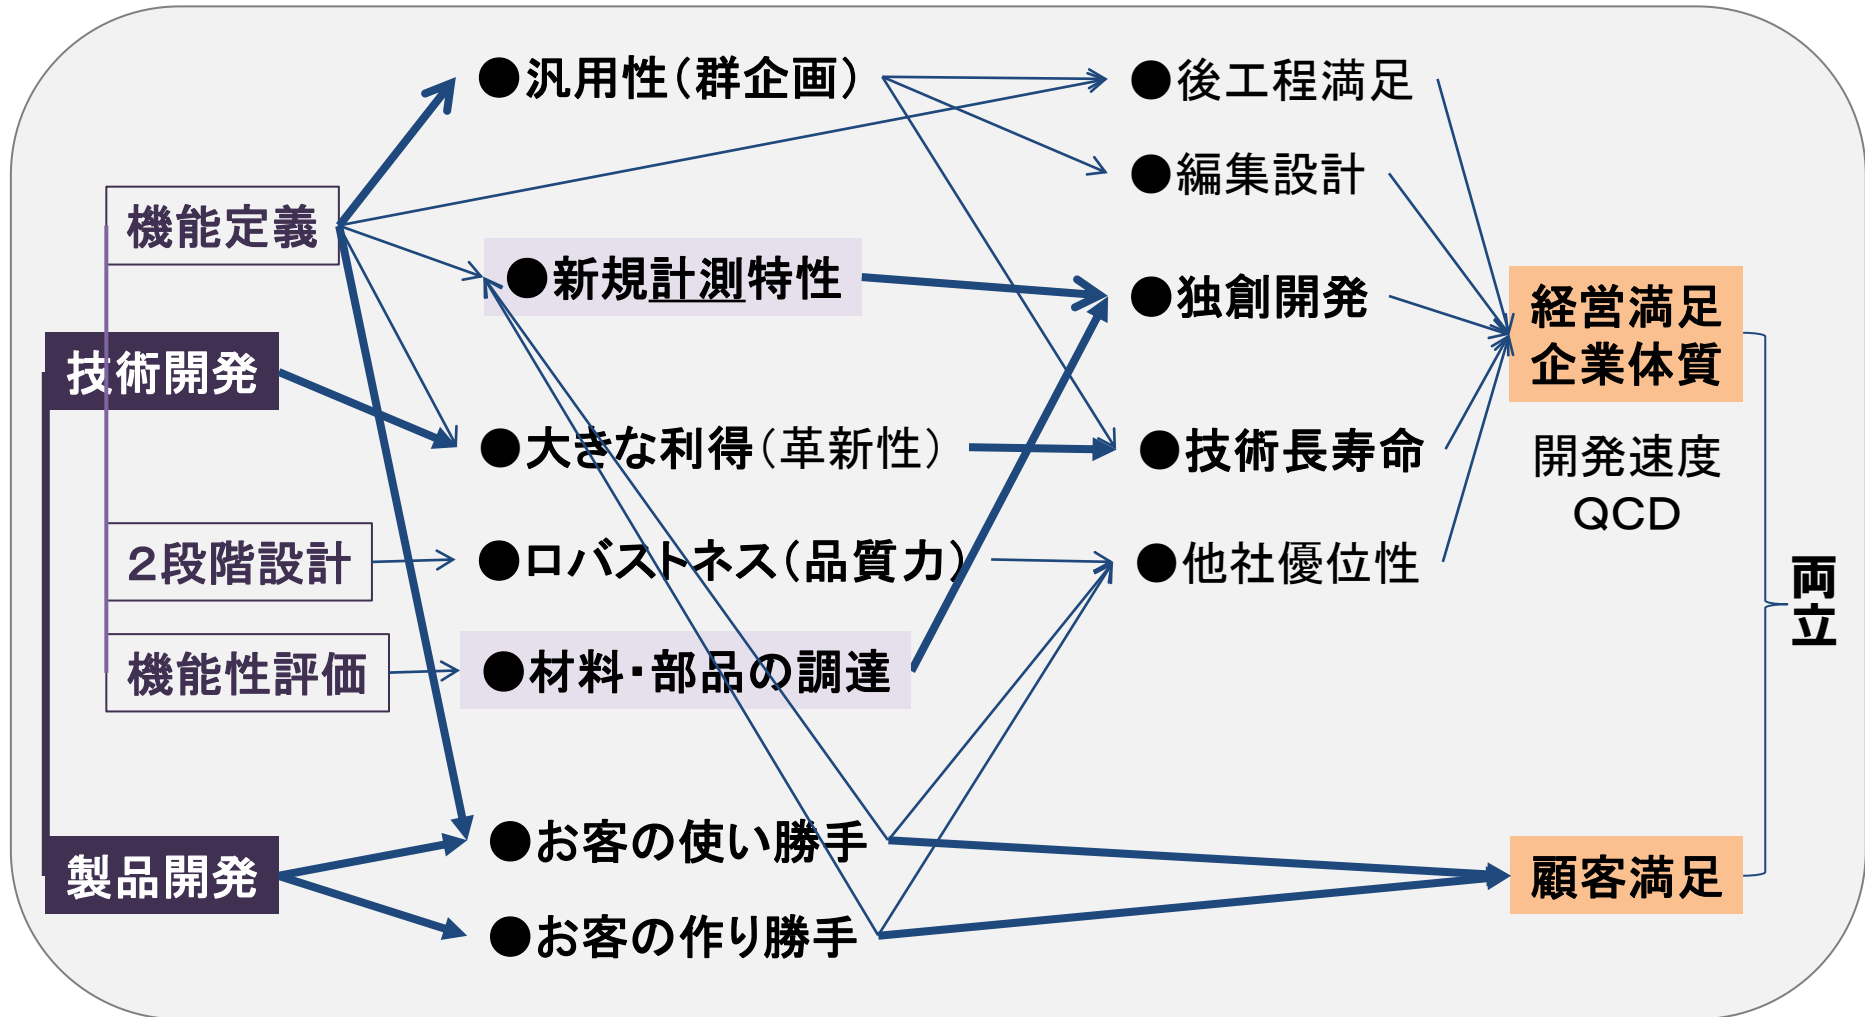 機能定義
技術開発
２段階設計
機能性評価
製品開発
●汎用性（群企画）
●新規計測特性
●大きな利得（革新性）
●ロバストネス（品質力）
●材料・部品の調達
●お客の使い勝手
●お客の作り勝手
●後工程満足
●編集設計
●独創開発
●技術長寿命
●他社優位性
経営満足
企業体質
開発速度
QCD
顧客満足
両立